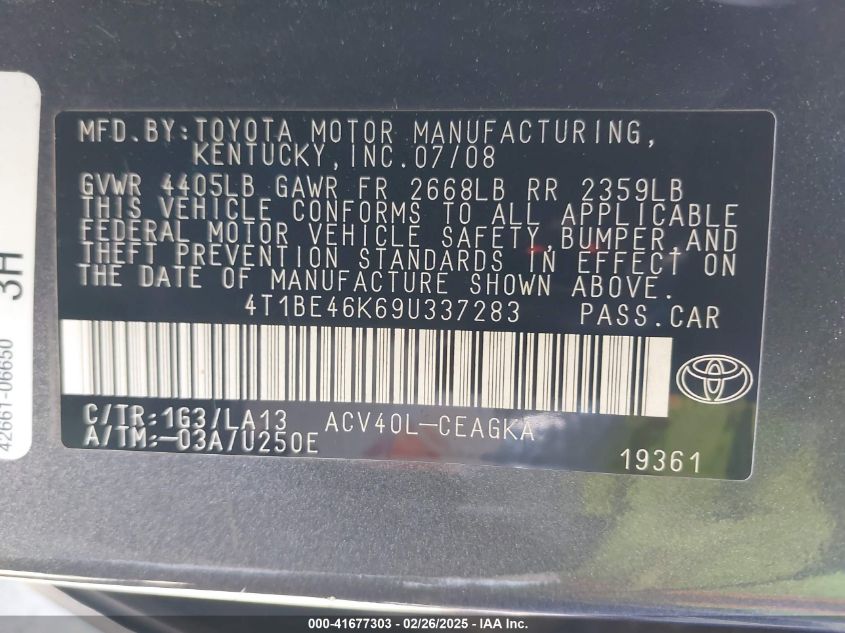 MFD.BY:TOYOTA MOTOR MANUFACTURING,
KENTUCKY,INC.07/08
GVWR 4405LB GAWR FR 2668LB RR 2359LB
THIS VEHICLE CONFORMS TO ALL APPLICABLE
FEDERAL MOTOR VEHICLE SAFETY,BUMPER,AND
THEFT PREVENTION STANDARDS IN EFFECT ON
THE DATE OF MANUFACTURE SHOWN ABOVE.
4T1BE46K69U337283 PASS.CAR
C/TR:1G3/LA13 ACV40L-CEAGKA
A/TM:-03A/U250E
19361
3H
42661-06650
000-41677303 - 02/26/2025 - IAAI.com